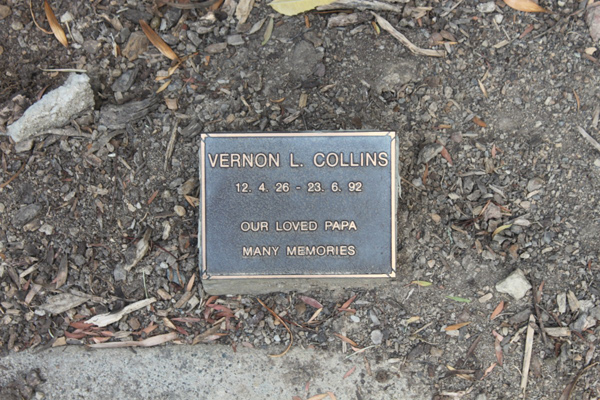 VERNON L. COLLINS
12. 4. 26 - 23. 6. 92
OUR LOVED PAPA
MANY MEMORIES